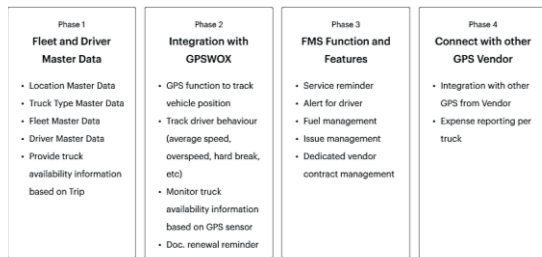 Phase 1
Fleet and Driver
Master Data
• Location Master Data
• Truck Type Master Data
• Fleet Master Data
• Driver Master Data
• Provide truck
availability information
based on Trip
Phase 2
Integration with
GPSWOX
• GPS function to track
vehicle position
• Track driver behaviour
(average speed,
overspeed, hard break,
etc)
• Monitor truck
availability information
based on GPS sensor
• Doc. renewal reminder
Phase 3
FMS Function and
Features
• Service reminder
• Alert for driver
• Fuel management
• Issue management
• Dedicated vendor
contract management
Phase 4
Connect with other
GPS Vendor
• Integration with other
GPS from Vendor
• Expense reporting per
truck